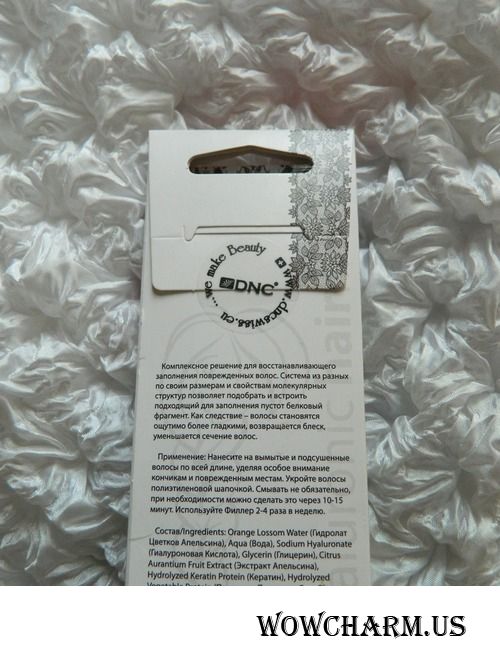 ...we make Beauty
DNC
www.dncswiss.eu
Комплексное решение для восстанавливающего
заполнения поврежденных волос. Система из разных
по своим размерам и свойствам молекулярных
структур позволяет подобрать и встроить
подходящий для заполнения пустот белковый
фрагмент. Как следствие – волосы становятся
ощутимо более гладкими, возвращается блеск,
уменьшается сечение волос.
Применение: Нанесите на вымытые и подсушенные
волосы по всей длине, уделяя особое внимание
кончикам и поврежденным местам. Укройте волосы
полиэтиленовой шапочкой. Смывать не обязательно,
при необходимости можно сделать это через 10-15
минут. Используйте Филлер 2-4 раза в неделю.
Состав/Ingredients: Orange Lossom Water (Гидролат
Цветков Апельсина), Aqua (Вода), Sodium Hyaluronate
(Гиалуроновая Кислота), Glycerin (Глицерин), Citrus
Aurantium Fruit Extract (Экстракт Апельсина),
Hydrolyzed Keratin Protein (Кератин), Hydrolyzed
WOWCHARM.US